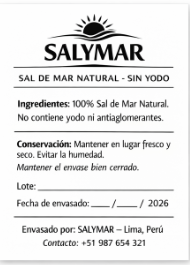 SALYMAR
SAL DE MAR NATURAL - SIN YODO
Ingredientes: 100% Sal de Mar Natural.
No contiene yodo ni antiaglomerantes.
Conservación: Mantener en lugar fresco y
seco. Evitar la humedad.
Mantener el envase bien cerrado.
Lote: ____________________
Fecha de envasado: ___ / ___ / 2026
Envasado por: SALYMAR – Lima, Perú
Contacto: +51 987 654 321